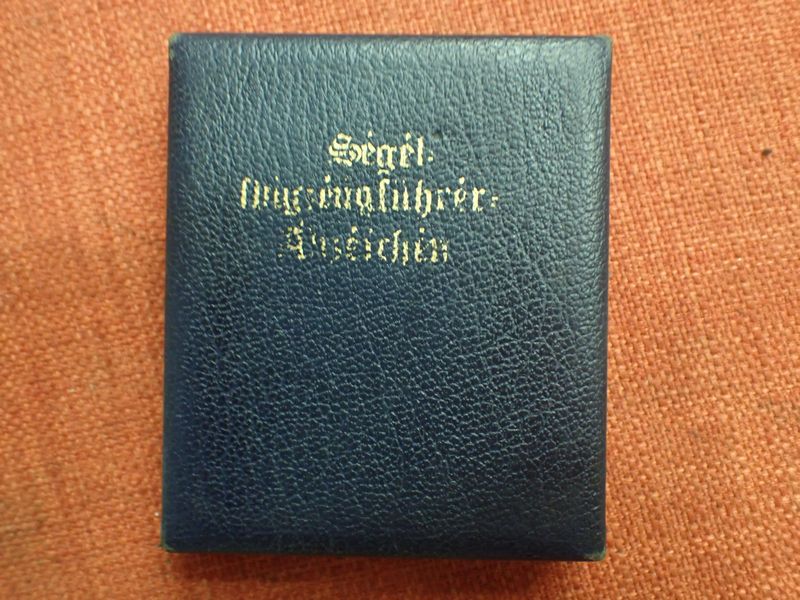 Segel-
flugzeugführer-
Abzeichen